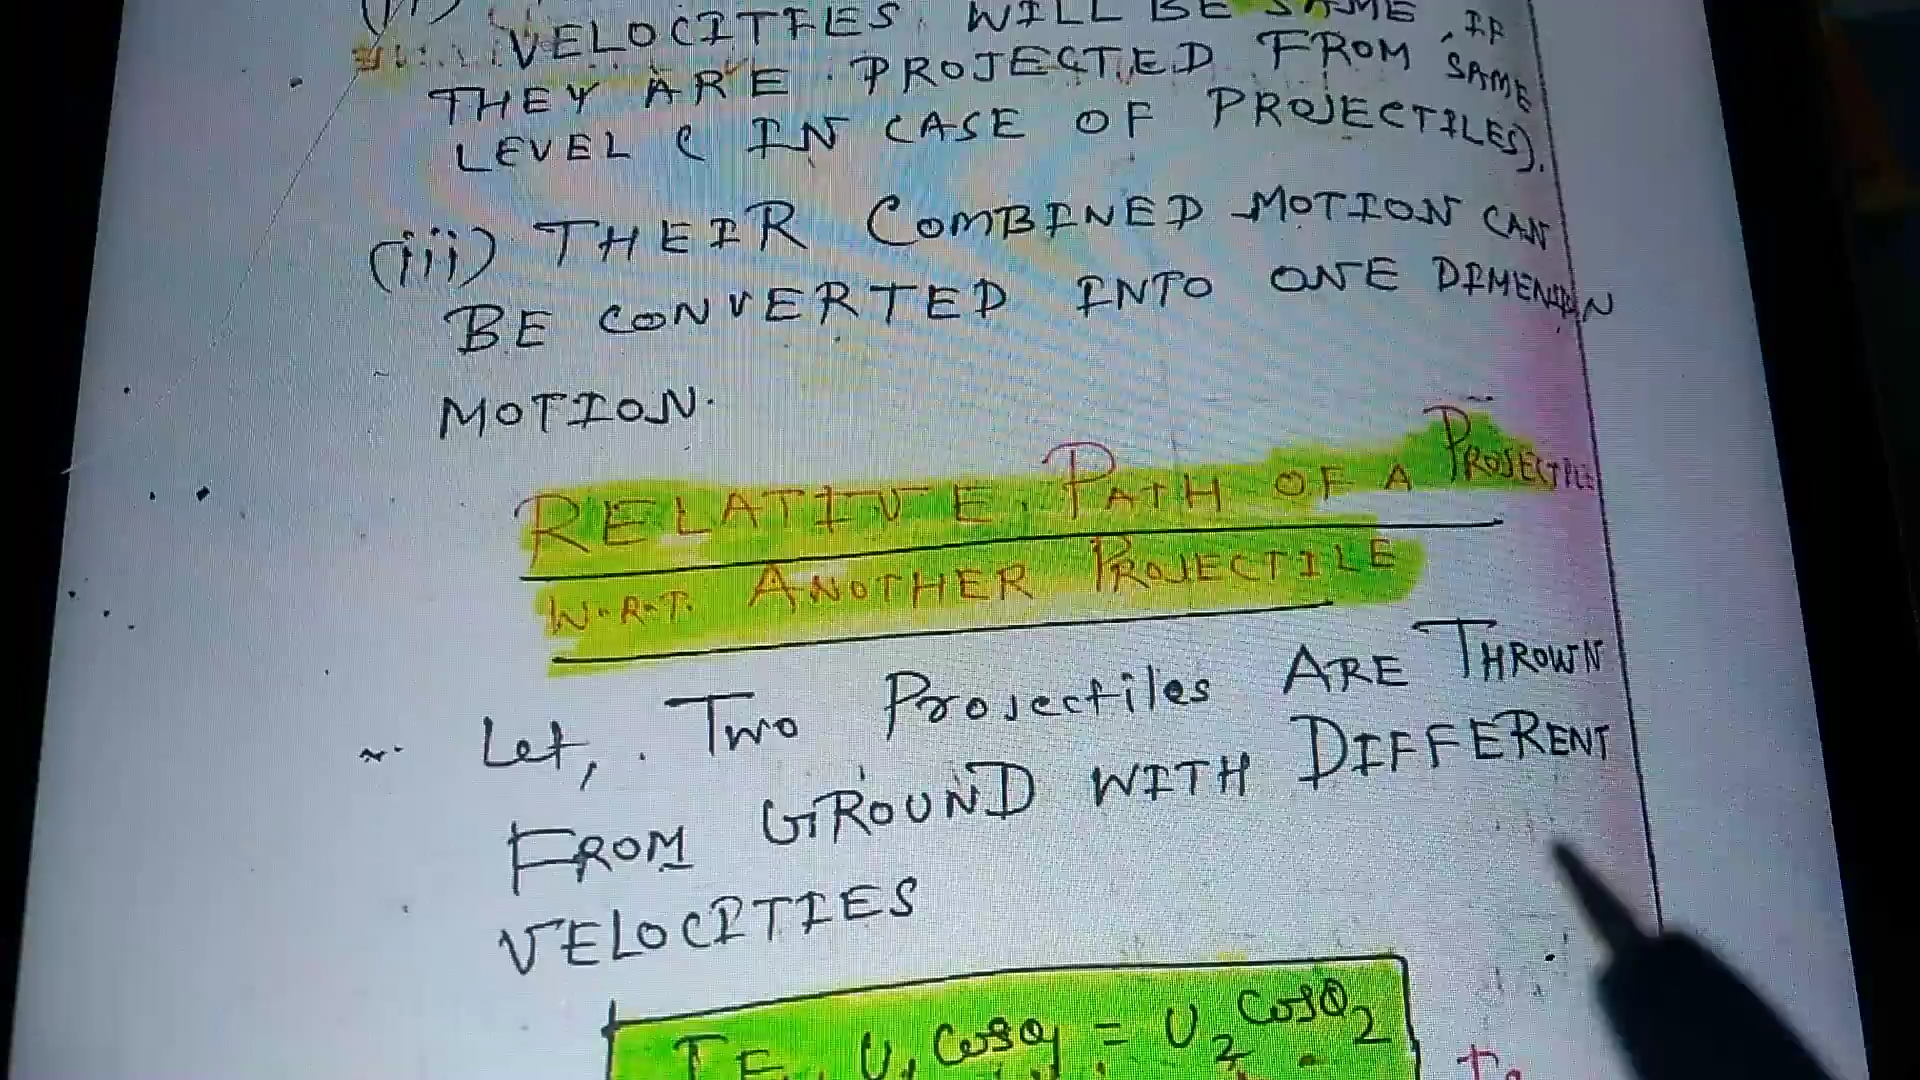 VELOCITIES WILL BE SAME, IF
THEY ARE PROJECTED FROM SAME
LEVEL (IN CASE OF PROJECTILES).
(iii) THEIR COMBINED MOTION CAN
BE CONVERTED INTO ONE DIMENSION
MOTION.
RELATIVE PATH OF A PROJECTILE
W.R.T. ANOTHER PROJECTILE
Let, Two Projectiles ARE THROWN
FROM GROUND WITH DIFFERENT
VELOCITIES
IF U₁ Cosθ₁ = U₂ Cosθ₂